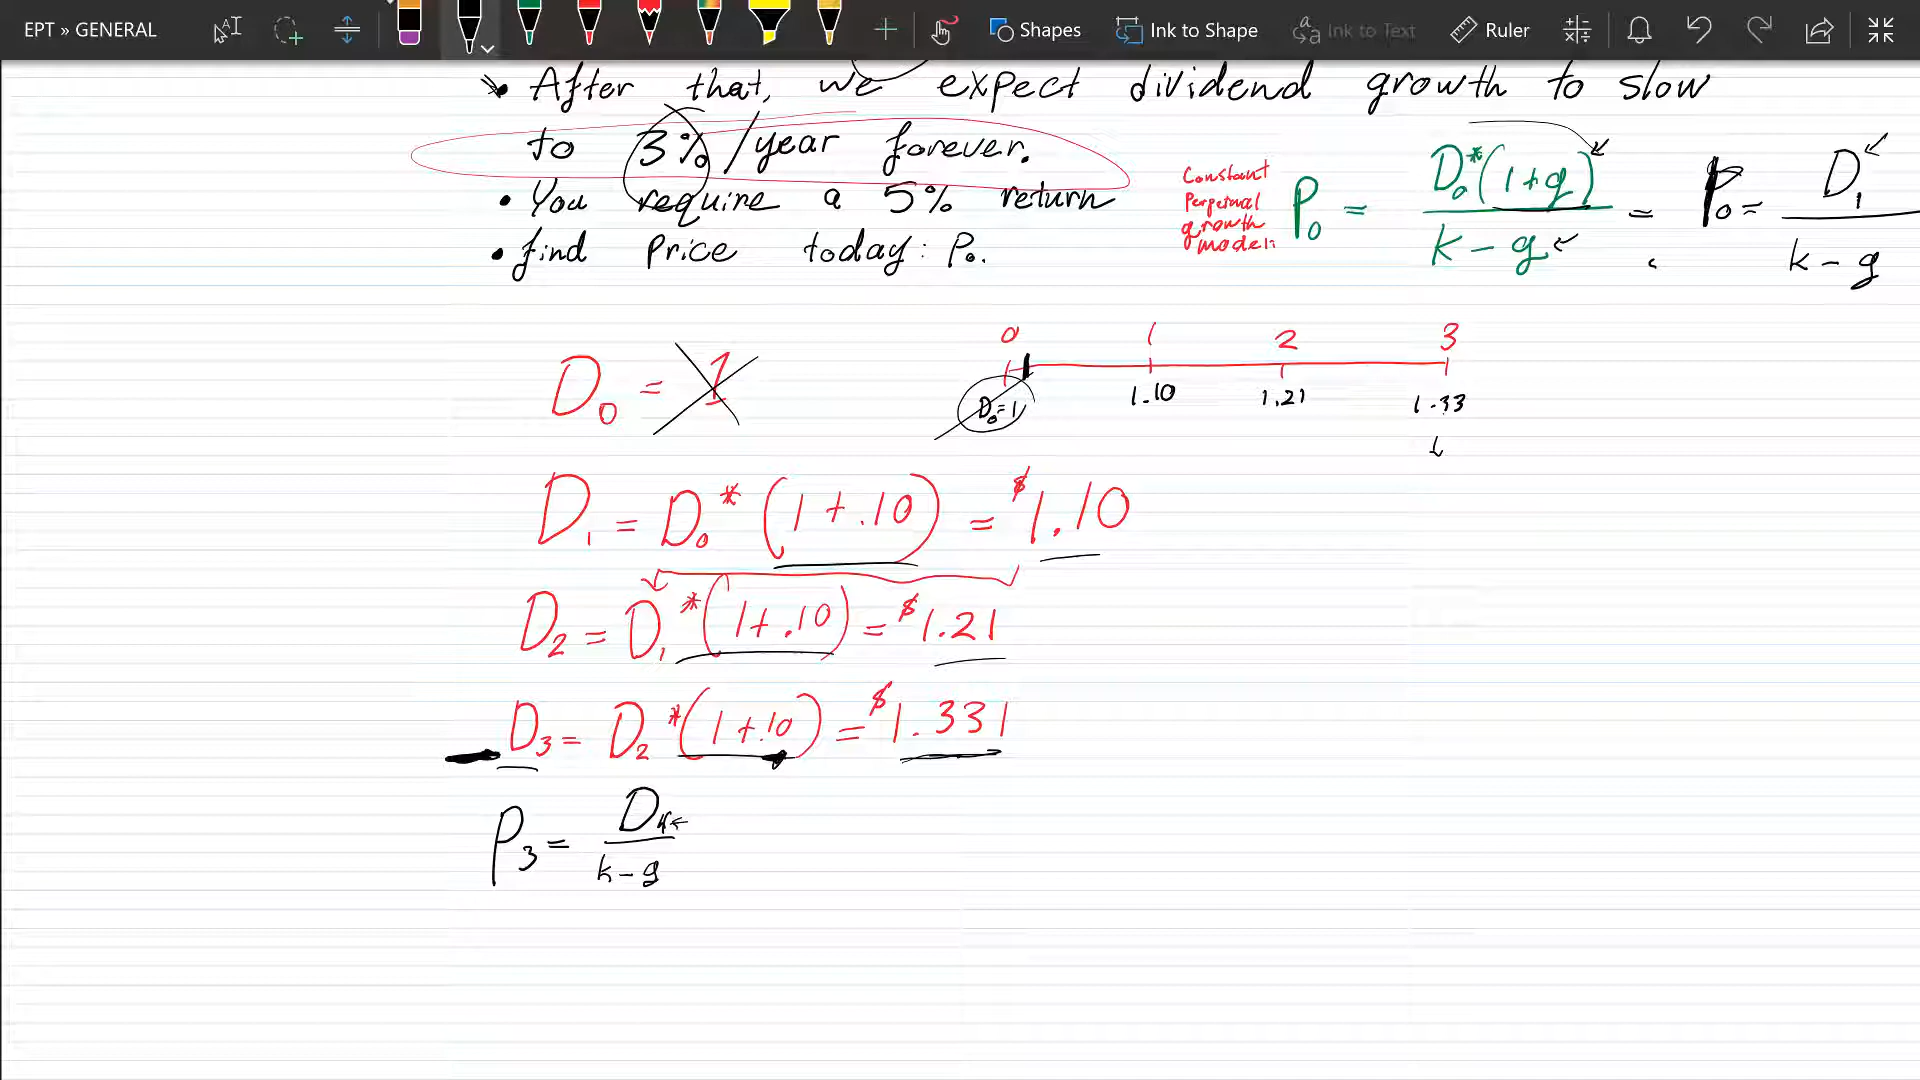 EPT » GENERAL
Shapes
Ink to Shape
Ink to Text
Ruler
• After that, we expect dividend growth to slow
to 3% /year forever.
• You require a 5% return
• find Price today: P₀.
Constant
Perpetual
growth
model:
P₀ = D₀*(1+g) / k - g = P₀ = D₁ / k - g
0 1 2 3
D₀=1 1.10 1.21 1.33
D₀ = 1
D₁ = D₀*(1+.10) = $1.10
D₂ = D₁*(1+.10) = $1.21
D₃ = D₂*(1+.10) = $1.331
P₃ = D₄ / k - g